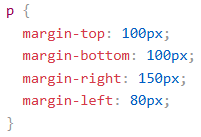 p {
  margin-top: 100px;
  margin-bottom: 100px;
  margin-right: 150px;
  margin-left: 80px;
}